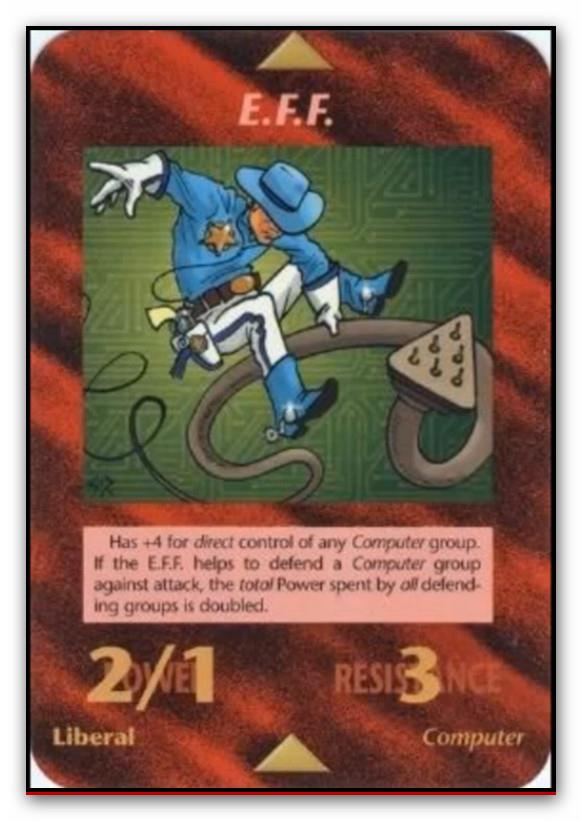 E.F.F.
Has +4 for direct control of any Computer group.
If the E.F.F. helps to defend a Computer group
against attack, the total Power spent by all defend-
ing groups is doubled.
POWER 2/1
RESISTANCE 3
Liberal
Computer